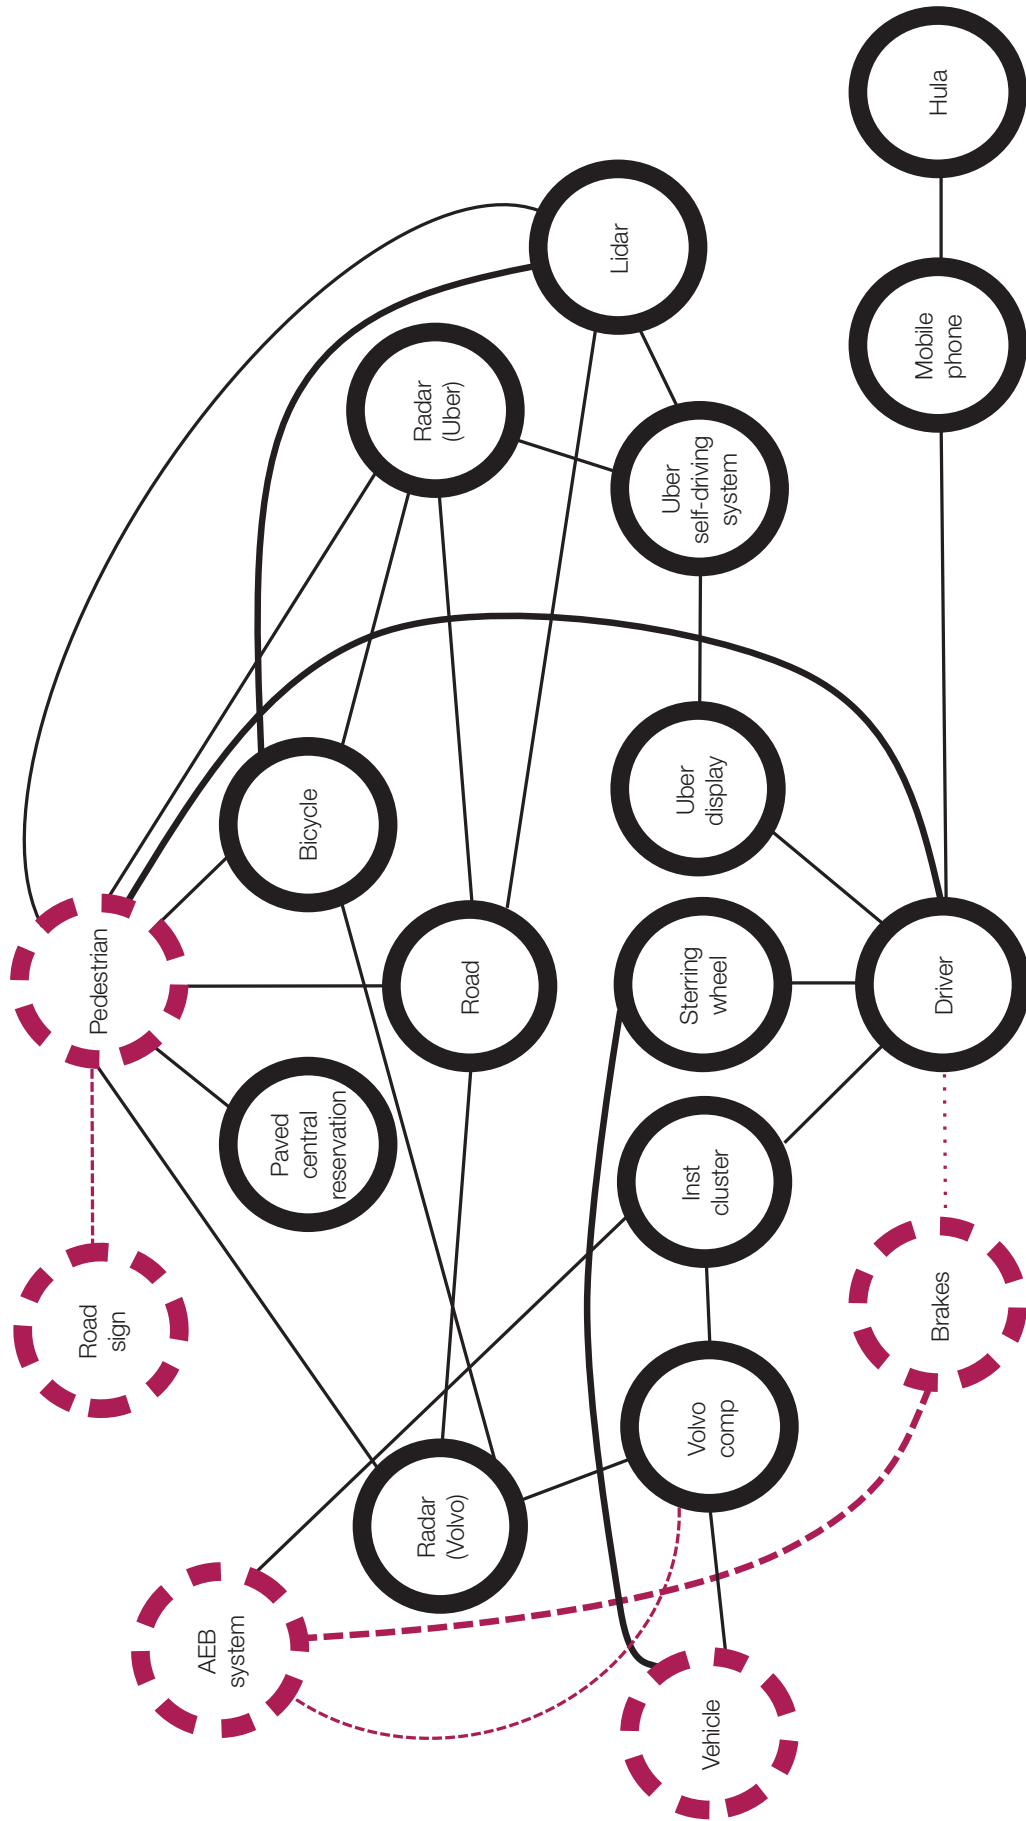 AEB
system
Road
sign
Pedestrian
Paved
central
reservation
Bicycle
Radar
(Volvo)
Road
Radar
(Uber)
Lidar
Vehicle
Volvo
comp
Inst
cluster
Sterring
wheel
Uber
display
Uber
self-driving
system
Brakes
Driver
Mobile
phone
Hula